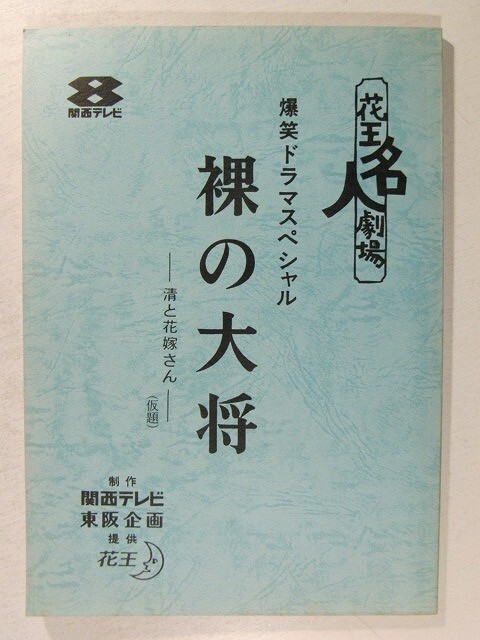 花王名人劇場
爆笑ドラマスペシャル
裸の大将
――清と花嫁さん――
(仮題)
関西テレビ
制作
関西テレビ
東阪企画
提供
花王